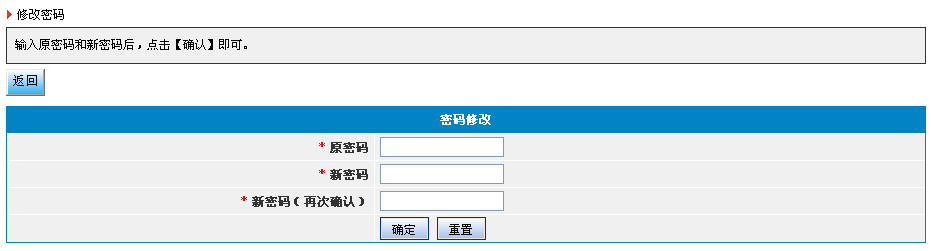 修改密码
输入原密码和新密码后，点击【确认】即可。
返回
密码修改
* 原密码
* 新密码
* 新密码（再次确认）
确定 重置